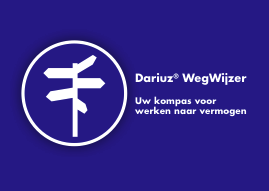 Dariuz® WegWijzer
Uw kompas voor
werken naar vermogen